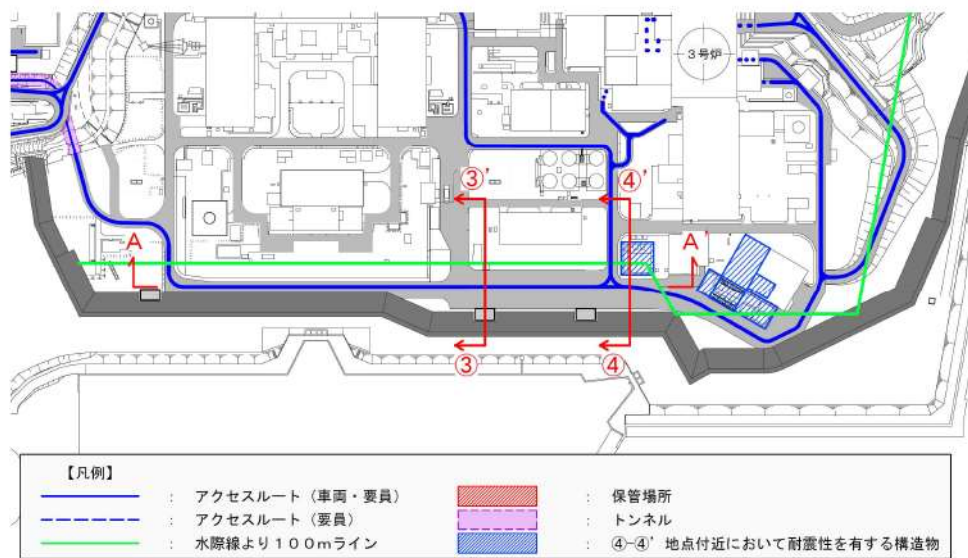 3号炉
③' ④'
A A'
③ ④
【凡例】
: アクセスルート（車両・要員）
: アクセスルート（要員）
: 水際線より１００ｍライン
: 保管場所
: トンネル
: ④-④’地点付近において耐震性を有する構造物